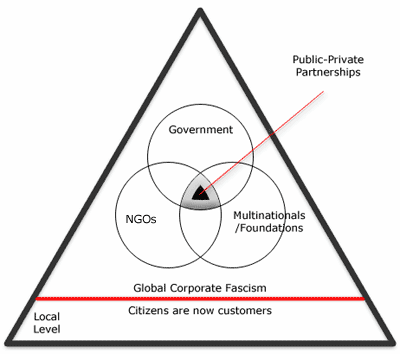 Public-Private
Partnerships
Government
NGOs
Multinationals
/Foundations
Global Corporate Fascism
Citizens are now customers
Local
Level